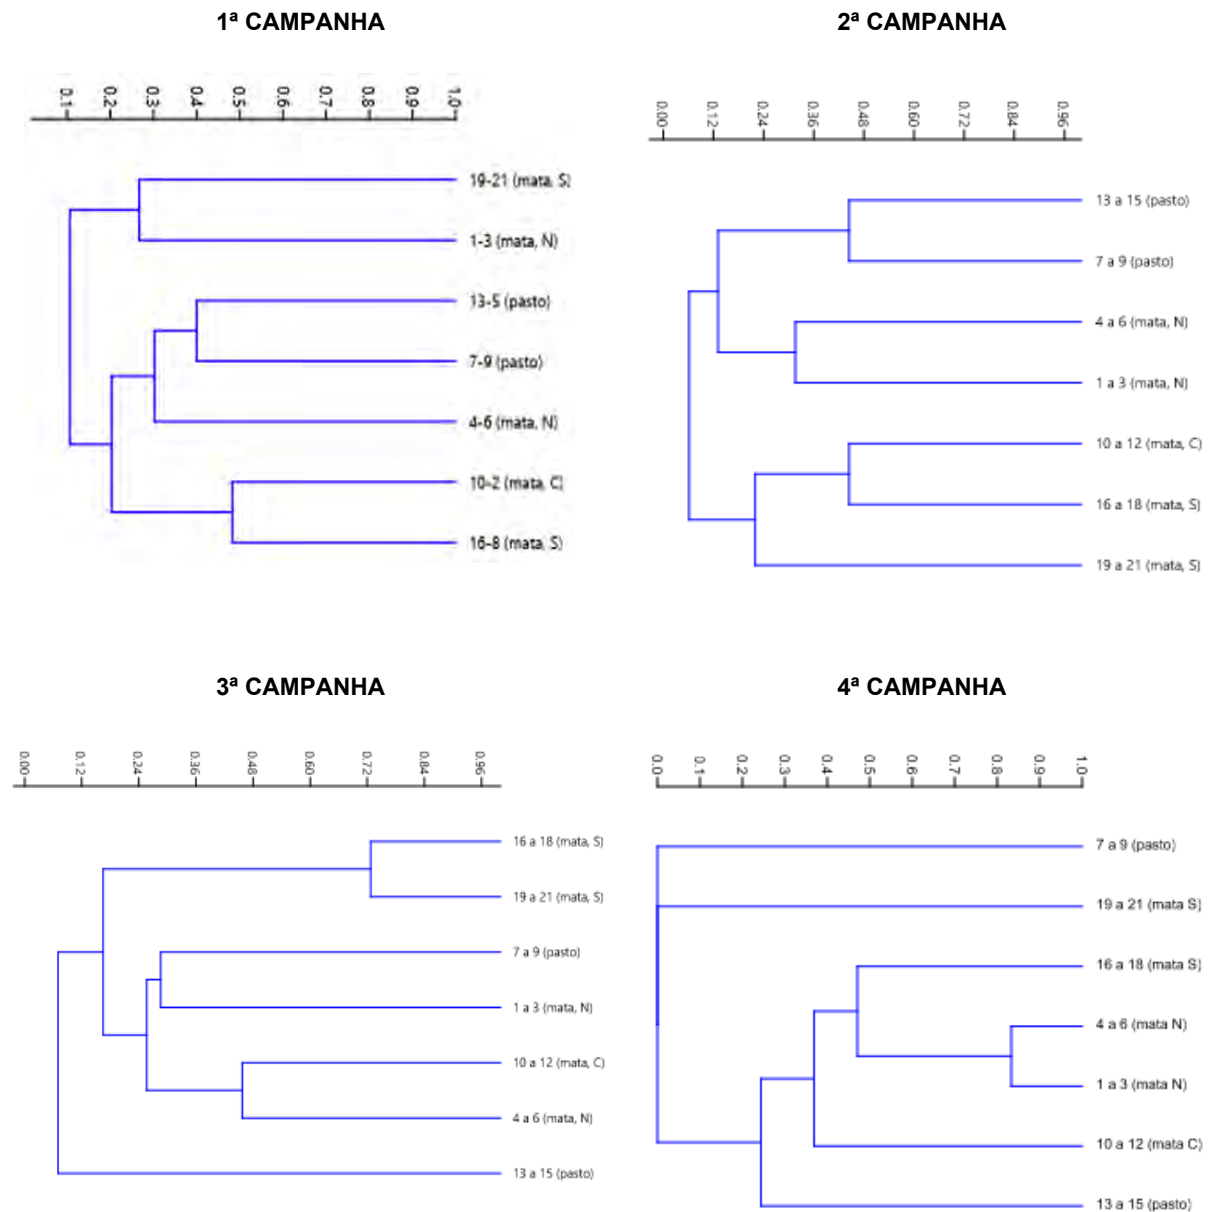 1ª CAMPANHA
0.1 0.2 0.3 0.4 0.5 0.6 0.7 0.8 0.9 1.0
19-21 (mata, S)
1-3 (mata, N)
13-5 (pasto)
7-9 (pasto)
4-6 (mata, N)
10-2 (mata, C)
16-8 (mata, S)
2ª CAMPANHA
0.00 0.12 0.24 0.36 0.48 0.60 0.72 0.84 0.96
13 a 15 (pasto)
7 a 9 (pasto)
4 a 6 (mata, N)
1 a 3 (mata, N)
10 a 12 (mata, C)
16 a 18 (mata, S)
19 a 21 (mata, S)
3ª CAMPANHA
0.00 0.12 0.24 0.36 0.48 0.60 0.72 0.84 0.96
16 a 18 (mata, S)
19 a 21 (mata, S)
7 a 9 (pasto)
1 a 3 (mata, N)
10 a 12 (mata, C)
4 a 6 (mata, N)
13 a 15 (pasto)
4ª CAMPANHA
0.0 0.1 0.2 0.3 0.4 0.5 0.6 0.7 0.8 0.9 1.0
7 a 9 (pasto)
19 a 21 (mata S)
16 a 18 (mata S)
4 a 6 (mata N)
1 a 3 (mata N)
10 a 12 (mata C)
13 a 15 (pasto)